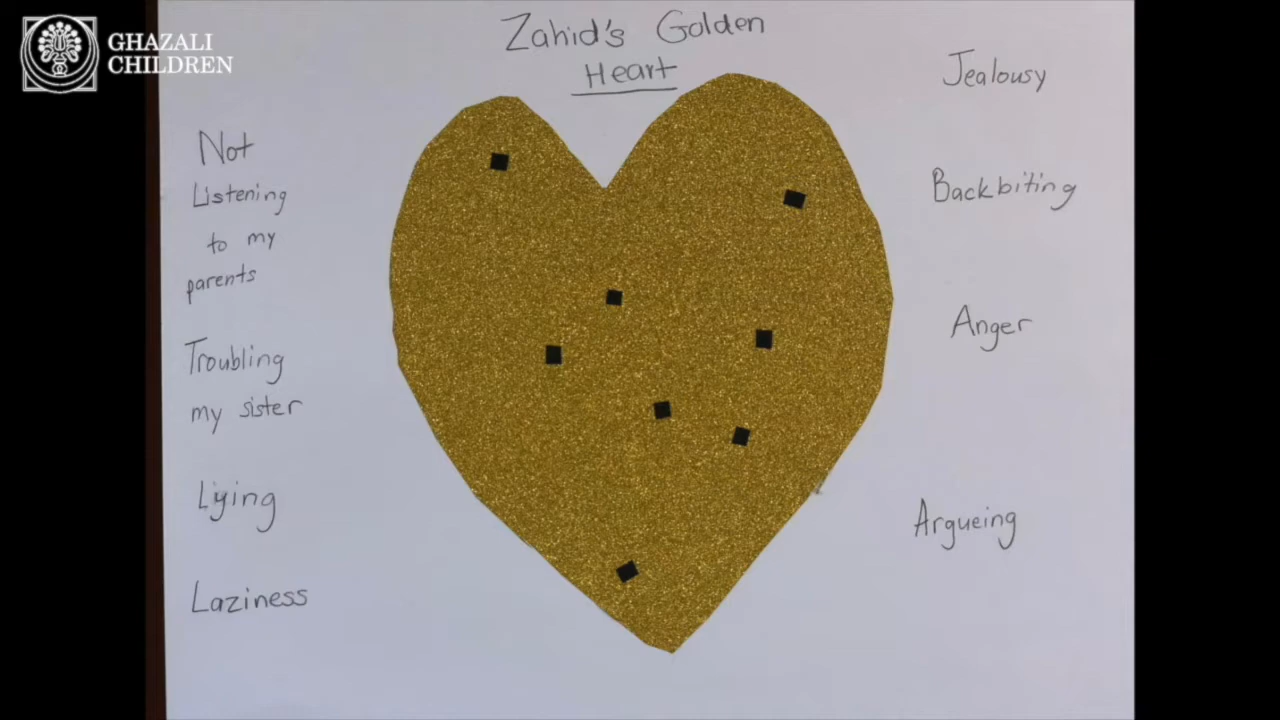 GHAZALI
CHILDREN
Zahid's Golden
Heart
Not
Listening
to my
parents
Troubling
my sister
Lying
Laziness
Jealousy
Backbiting
Anger
Argueing